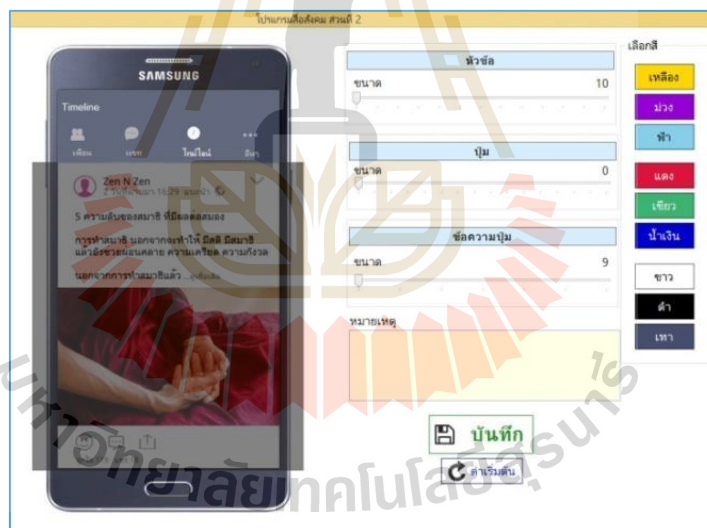 โปรแกรมสื่อสังคม ส่วนที่ 2
SAMSUNG
Timeline
เพื่อน แชท ไทม์ไลน์ อื่นๆ
Zen N Zen
16:29
5 ความลับของสมาธิ ที่มีผลต่อสมอง
การทำสมาธิ นอกจากจะทำให้ มีสติ มีสมาธิ
แล้วยังช่วยผ่อนคลาย ความเครียด ความกังวล
นอกจากการทำสมาธิแล้ว ...ดูเพิ่มเติม
หัวข้อ
ขนาด 10
ปุ่ม
ขนาด 0
ข้อความปุ่ม
ขนาด 9
หมายเหตุ
บันทึก
ค่าเริ่มต้น
เลือกสี
เหลือง
ม่วง
ฟ้า
แดง
เขียว
น้ำเงิน
ขาว
ดำ
เทา
มหาวิทยาลัยเทคโนโลยีสุรนารี